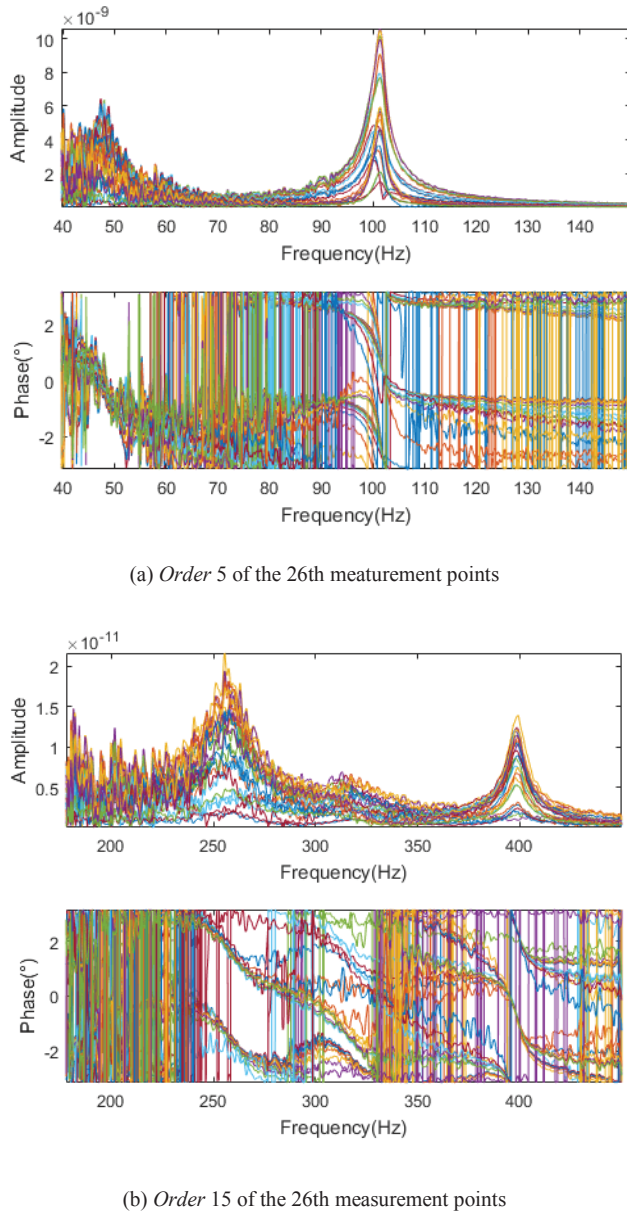 ×10⁻⁹
10
8
6
4
2
Amplitude
40 50 60 70 80 90 100 110 120 130 140
Frequency(Hz)
2
0
-2
Phase(°)
40 50 60 70 80 90 100 110 120 130 140
Frequency(Hz)
(a) Order 5 of the 26th meaturement points
×10⁻¹¹
2
1.5
1
0.5
Amplitude
200 250 300 350 400
Frequency(Hz)
2
0
-2
Phase(°)
200 250 300 350 400
Frequency(Hz)
(b) Order 15 of the 26th measurement points